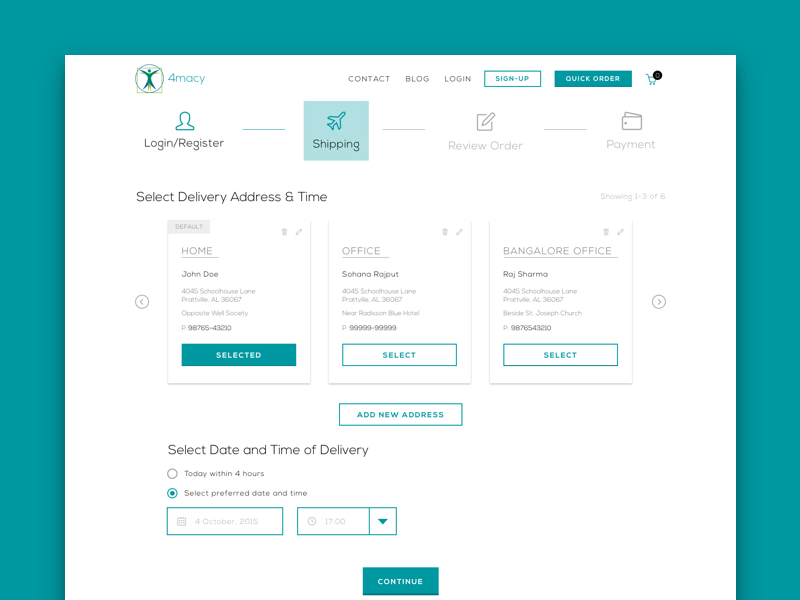 4macy
CONTACT BLOG LOGIN SIGN-UP QUICK ORDER 0
Login/Register Shipping Review Order Payment
Select Delivery Address & Time
Showing 1-3 of 6
DEFAULT
HOME
John Doe
4045 Schoolhouse Lane
Prattville, AL 36067
Opposite Well Society
P: 98765-43210
SELECTED
OFFICE
Sohana Rajput
4045 Schoolhouse Lane
Prattville, AL 36067
Near Radisson Blue Hotel
P: 99999-99999
SELECT
BANGALORE OFFICE
Raj Sharma
4045 Schoolhouse Lane
Prattville, AL 36067
Beside St. Joseph Church
P: 9876543210
SELECT
ADD NEW ADDRESS
Select Date and Time of Delivery
Today within 4 hours
Select preferred date and time
4 October, 2015
17:00
CONTINUE